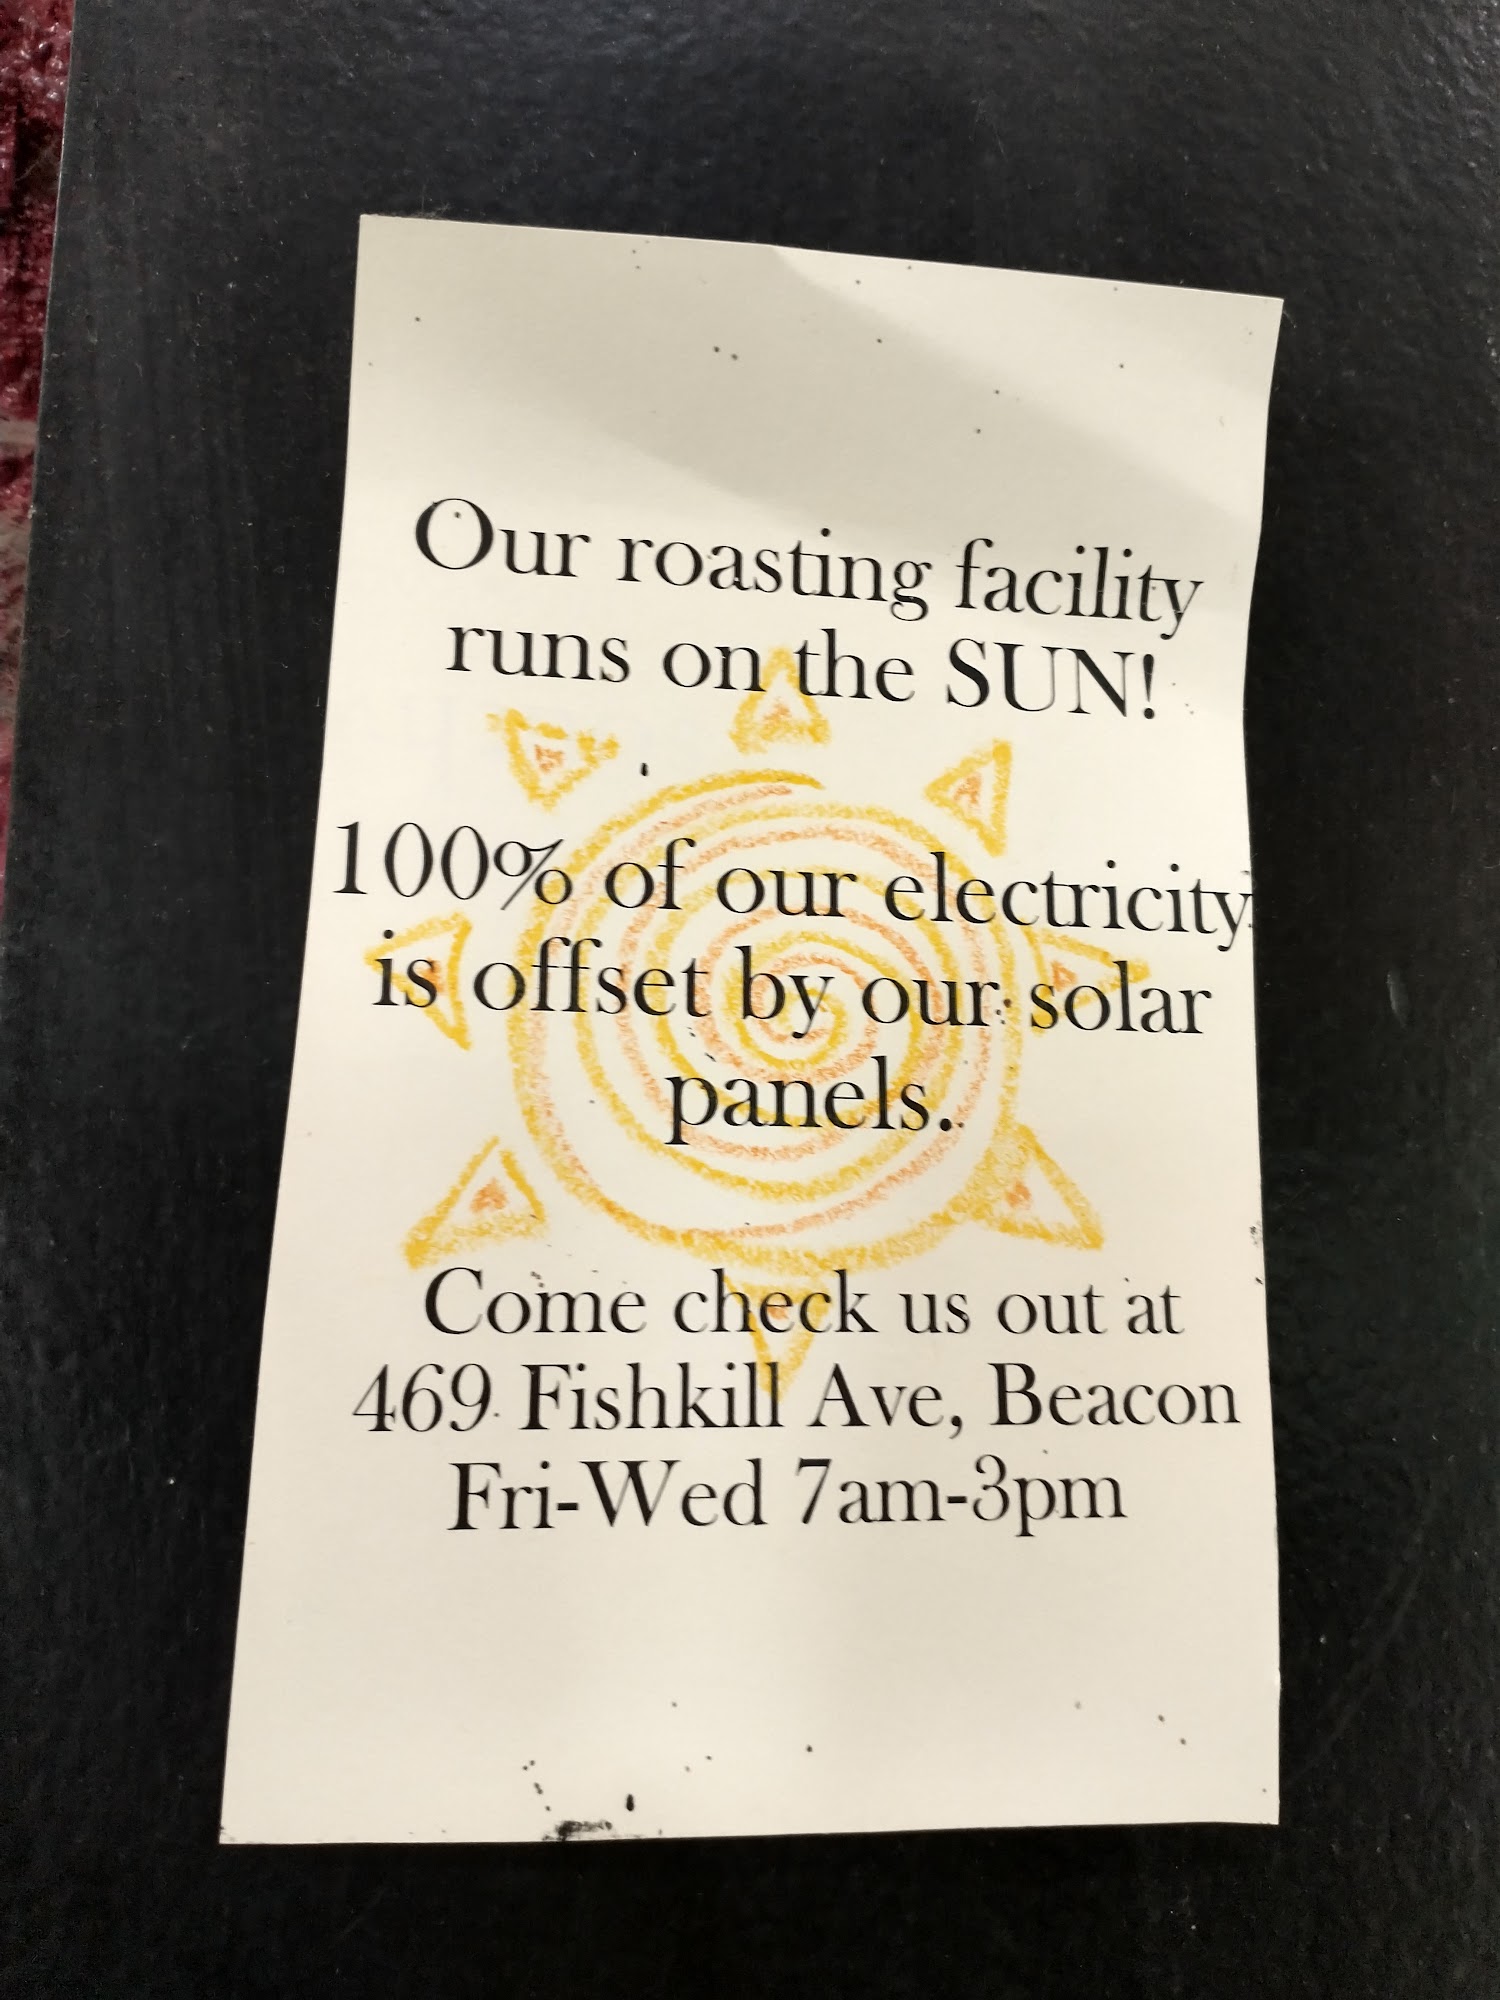 Our roasting facility
runs on the SUN!
100% of our electricity
is offset by our solar
panels.
Come check us out at
469 Fishkill Ave, Beacon
Fri-Wed 7am-3pm